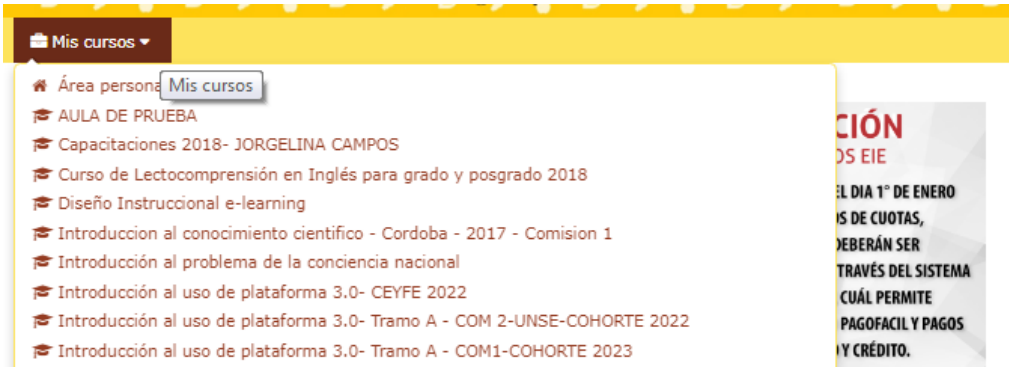 Mis cursos
Área persona
Mis cursos
AULA DE PRUEBA
Capacitaciones 2018- JORGELINA CAMPOS
Curso de Lectocomprensión en Inglés para grado y posgrado 2018
Diseño Instruccional e-learning
Introduccion al conocimiento cientifico - Cordoba - 2017 - Comision 1
Introducción al problema de la conciencia nacional
Introducción al uso de plataforma 3.0- CEYFE 2022
Introducción al uso de plataforma 3.0- Tramo A - COM 2-UNSE-COHORTE 2022
Introducción al uso de plataforma 3.0- Tramo A - COM1-COHORTE 2023
CIÓN
OS EIE
EL DIA 1° DE ENERO
OS DE CUOTAS,
DEBERÁN SER
TRAVÉS DEL SISTEMA
CUÁL PERMITE
PAGOFACIL Y PAGOS
Y CRÉDITO.